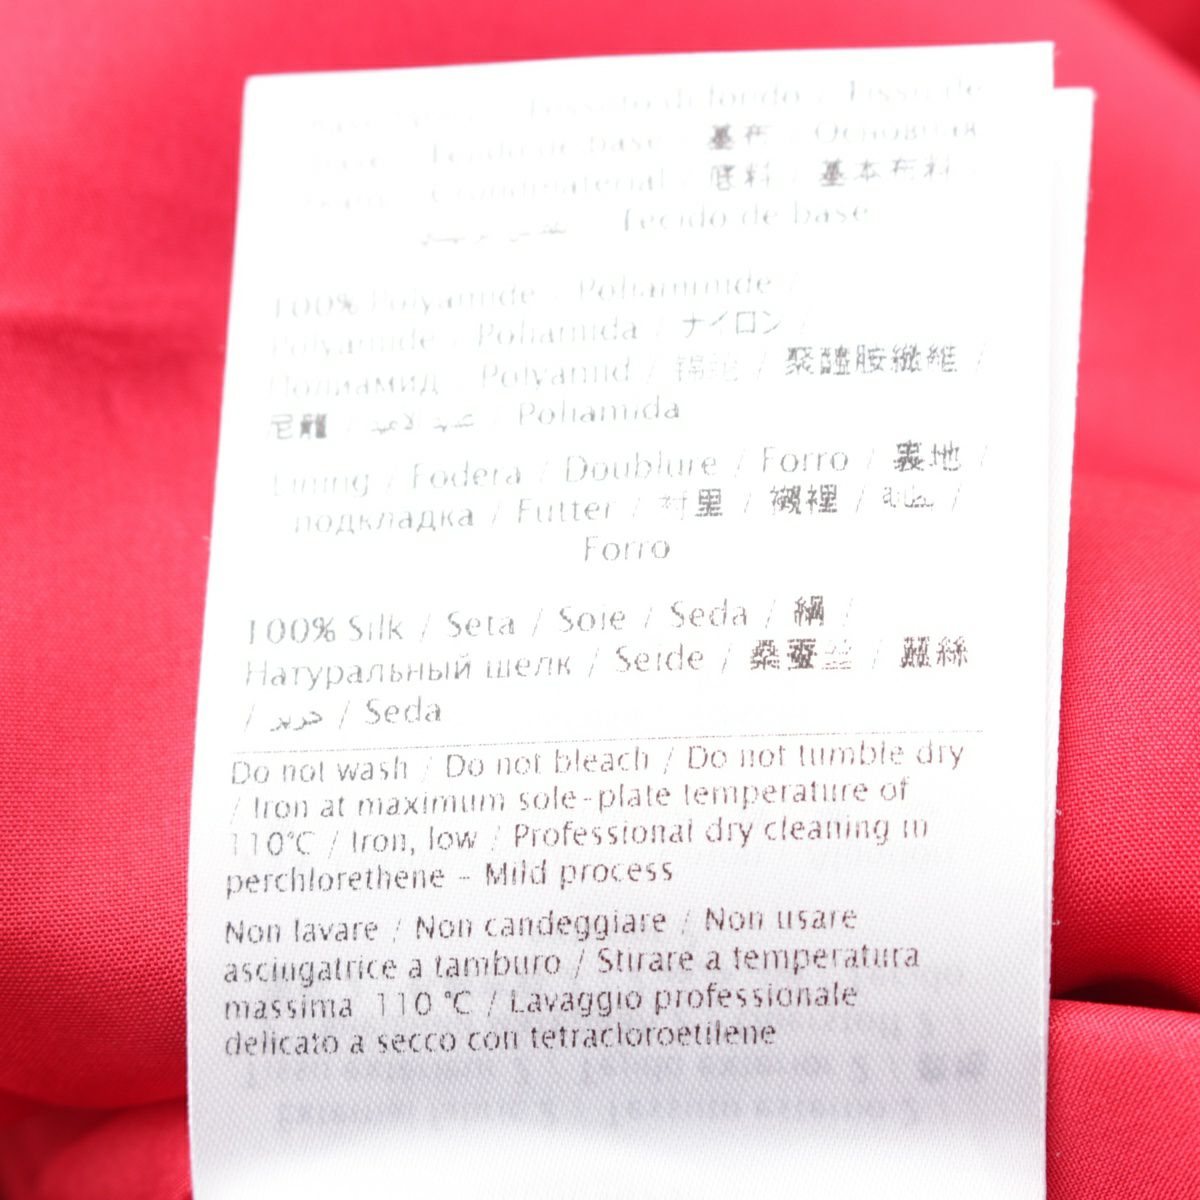 Tessuto di fondo / Tissu de
base / Tejido de base / 基布 / Основная
Grundmaterial / 底料 / 基本布料
Tecido de base
100% Polyamide / Poliammide /
Polyamide / Poliamida / ナイロン /
Полиамид / Polyamid / 锦纶 / 聚醯胺纖維 /
尼龍 / / Poliamida
Lining / Fodera / Doublure / Forro / 裏地 /
подкладка / Futter / 衬里 / 襯裡 / /
Forro
100% Silk / Seta / Soie / Seda / 絹 /
Натуральный шелк / Seide / 桑蚕丝 / 蠶絲
/ حرير / Seda
Do not wash / Do not bleach / Do not tumble dry
/ Iron at maximum sole-plate temperature of
110°C / Iron, low / Professional dry cleaning in
perchlorethene - Mild process
Non lavare / Non candeggiare / Non usare
asciugatrice a tamburo / Stirare a temperatura
massima 110 °C / Lavaggio professionale
delicato a secco con tetracloroetilene